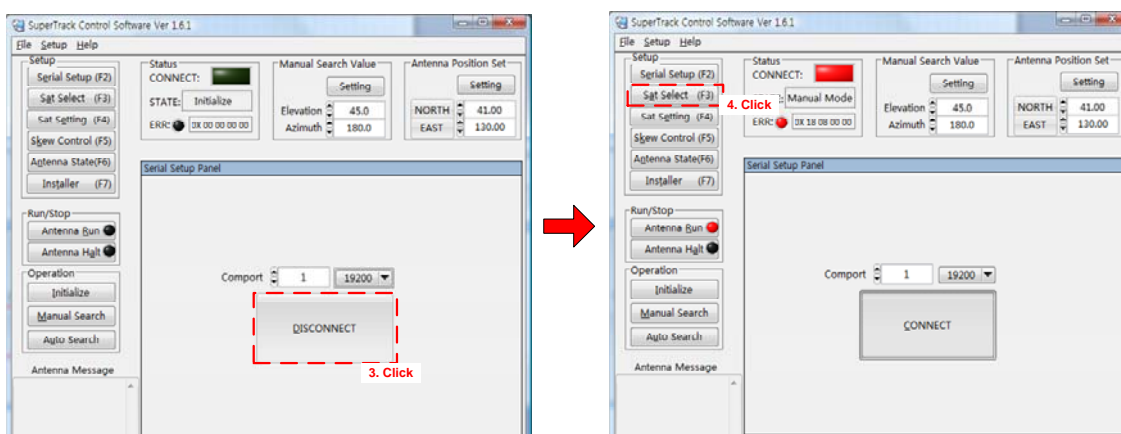 SuperTrack Control Software Ver 1.6.1
File Setup Help
Setup
Serial Setup (F2)
Sat Select (F3)
Sat Setting (F4)
Skew Control (F5)
Antenna State(F6)
Installer (F7)
Status
CONNECT:
STATE: Initialize
ERR: 0X 00 00 00 00
Manual Search Value
Setting
Elevation 45.0
Azimuth 180.0
Antenna Position Set
Setting
NORTH 41.00
EAST 130.00
Run/Stop
Antenna Run
Antenna Halt
Operation
Initialize
Manual Search
Auto Search
Antenna Message
Serial Setup Panel
Comport 1 19200
DISCONNECT
3. Click
SuperTrack Control Software Ver 1.6.1
File Setup Help
Setup
Serial Setup (F2)
Sat Select (F3)
4. Click
Sat Setting (F4)
Skew Control (F5)
Antenna State(F6)
Installer (F7)
Status
CONNECT:
Manual Mode
ERR: 0X 18 08 00 00
Manual Search Value
Setting
Elevation 45.0
Azimuth 180.0
Antenna Position Set
Setting
NORTH 41.00
EAST 130.00
Run/Stop
Antenna Run
Antenna Halt
Operation
Initialize
Manual Search
Auto Search
Antenna Message
Serial Setup Panel
Comport 1 19200
CONNECT